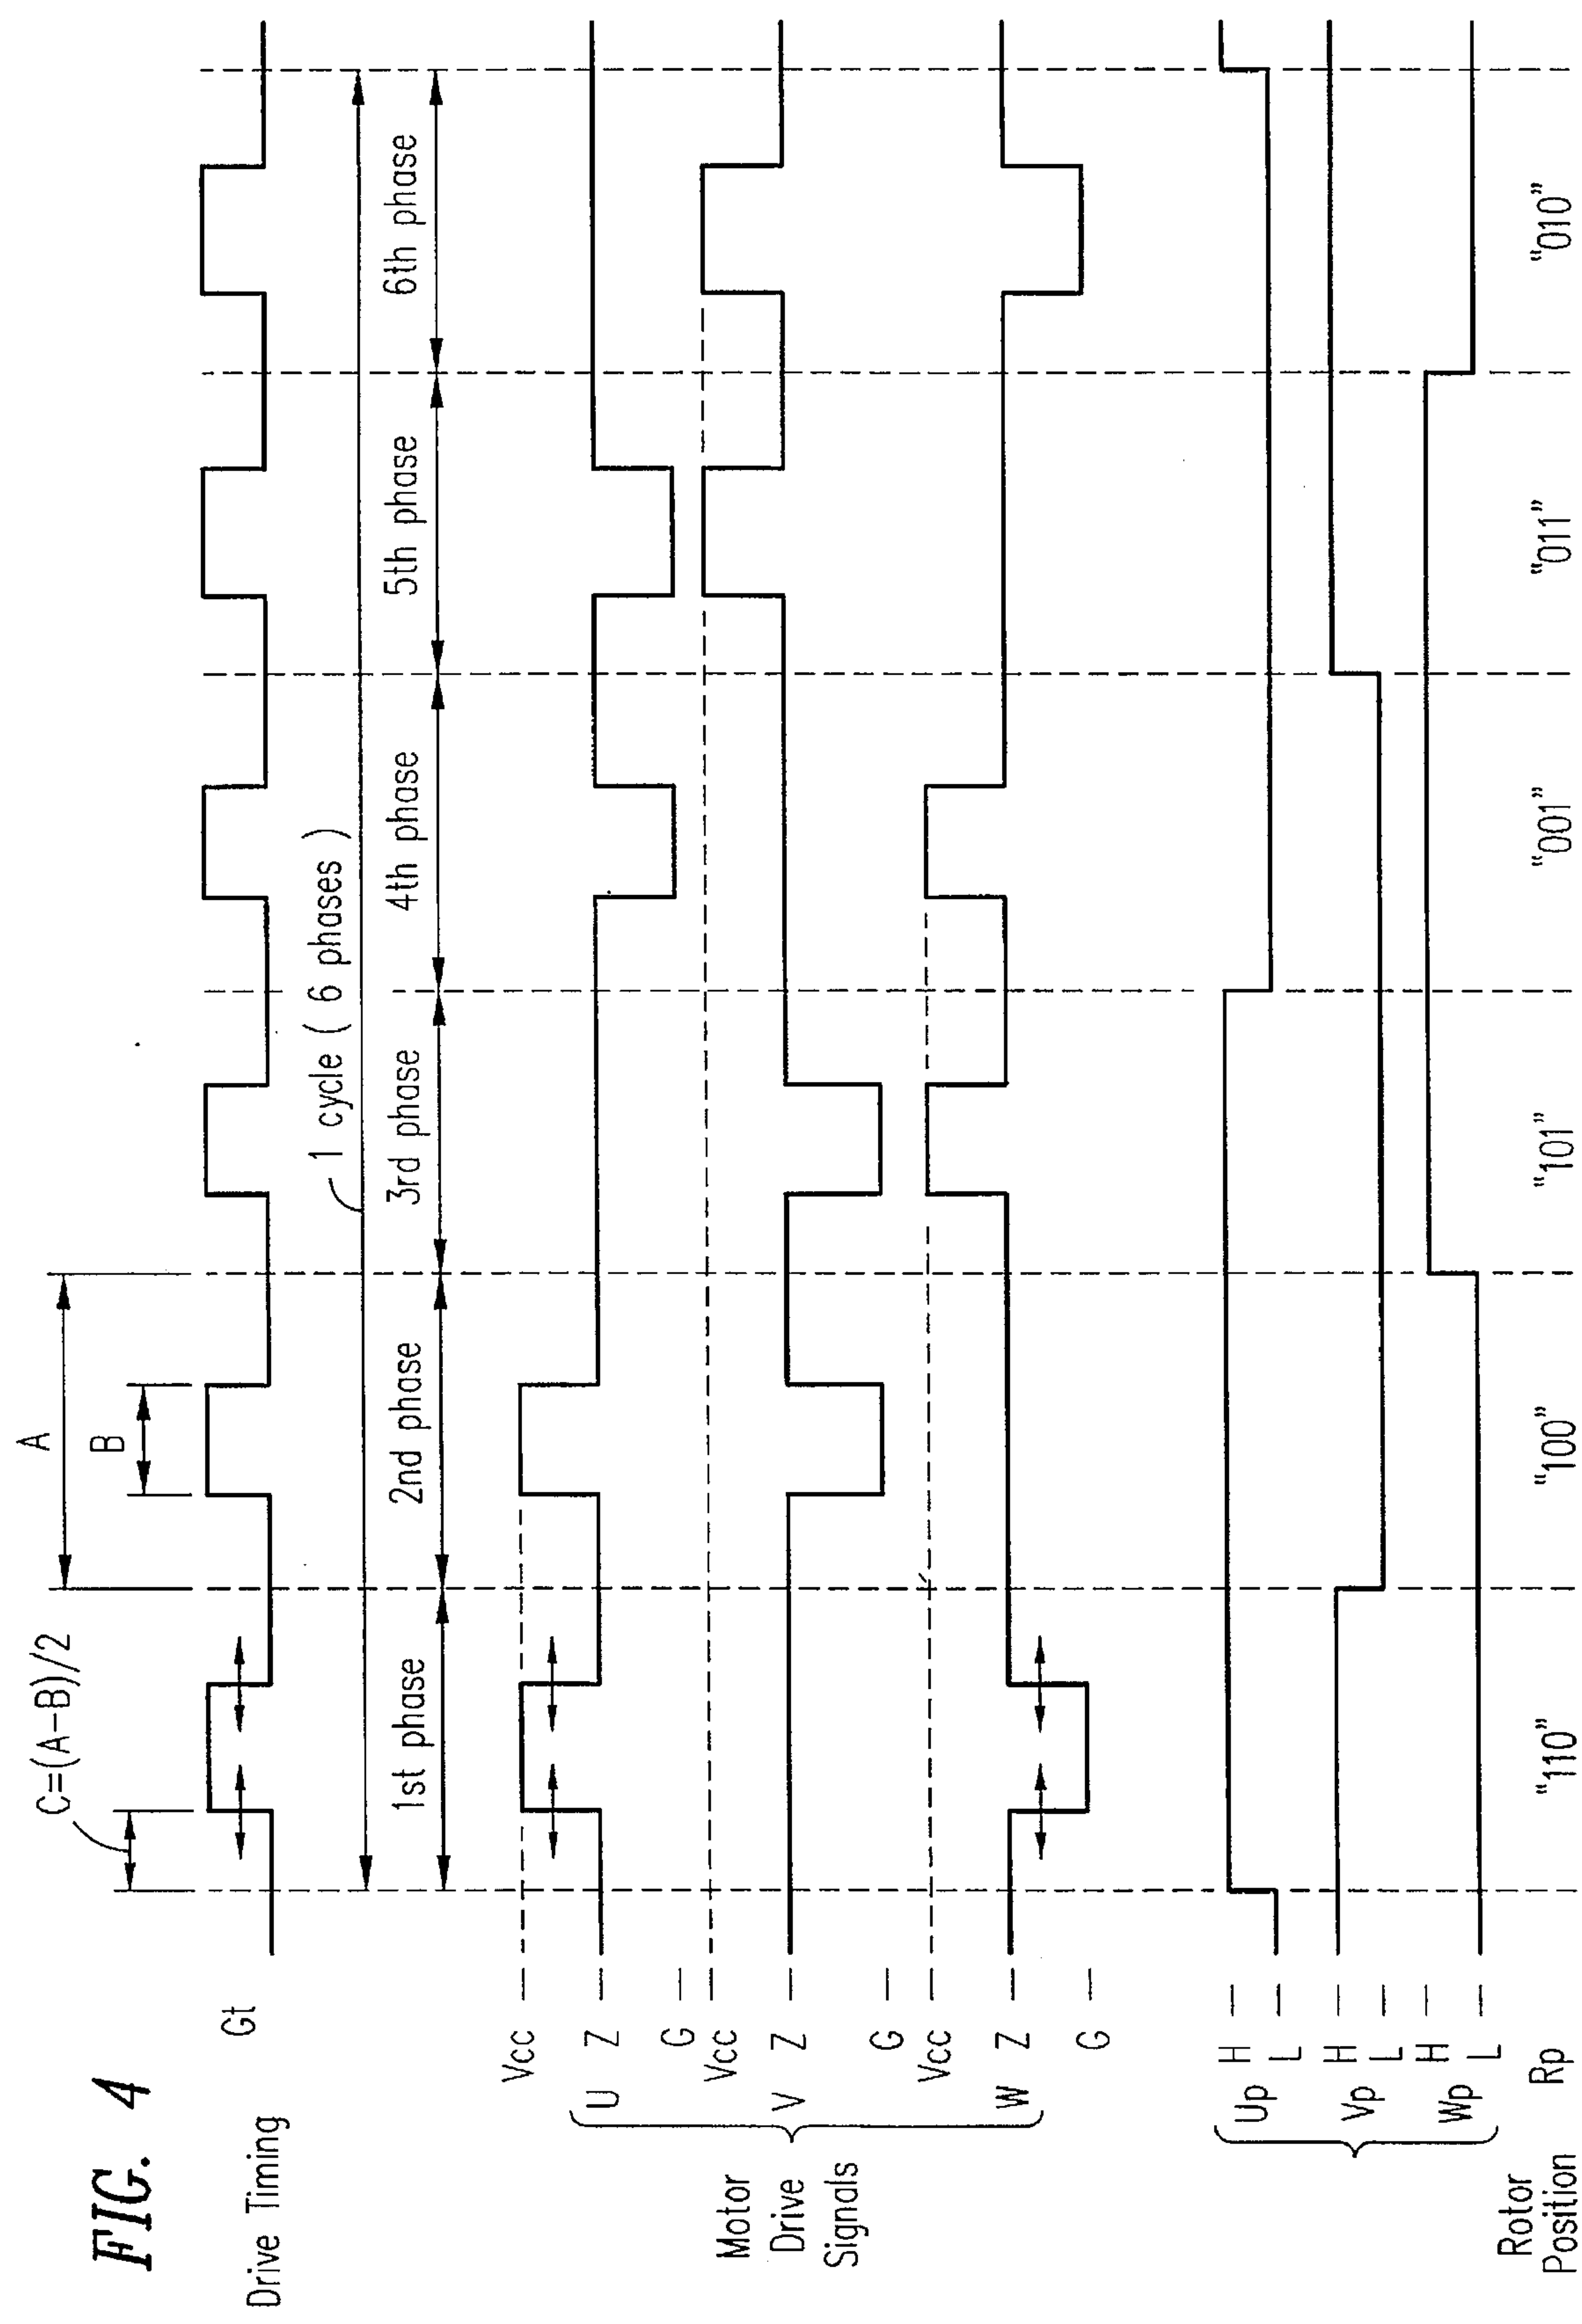 FIG. 4
A
B
C=(A-B)/2
Drive Timing
Gt
1 cycle ( 6 phases )
1st phase
2nd phase
3rd phase
4th phase
5th phase
6th phase
Motor
Drive
Signals
U
Vcc
Z
G
V
Vcc
Z
G
W
Vcc
Z
G
Up
H
L
Vp
H
L
Wp
H
L
Rotor
Position
Rp
“110”
“100”
“101”
“001”
“011”
“010”